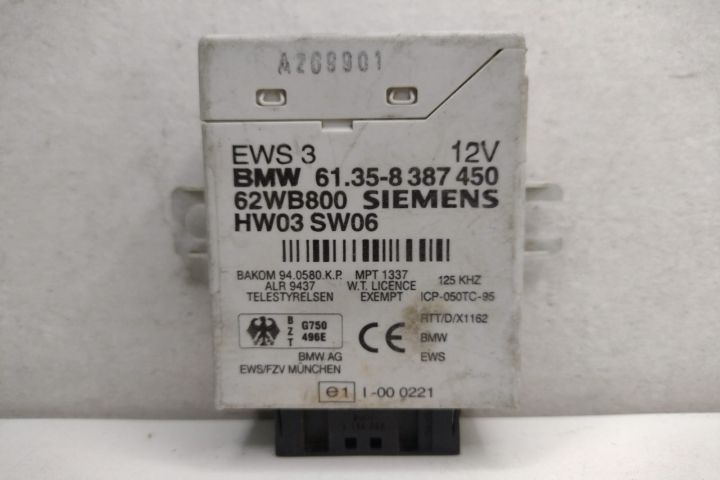 A269901
EWS 3 12V
BMW 61.35-8 387 450
62WB800 SIEMENS
HW03 SW06
BAKOM 94.0580.K.P. MPT 1337 125 KHZ
ALR 9437 W.T. LICENCE
TELESTYRELSEN EXEMPT ICP-050TC-95
BZT G750 496E CE RTT/D/X1162
BMW
BMW AG EWS
EWS/FZV MÜNCHEN
e1 I-00 0221